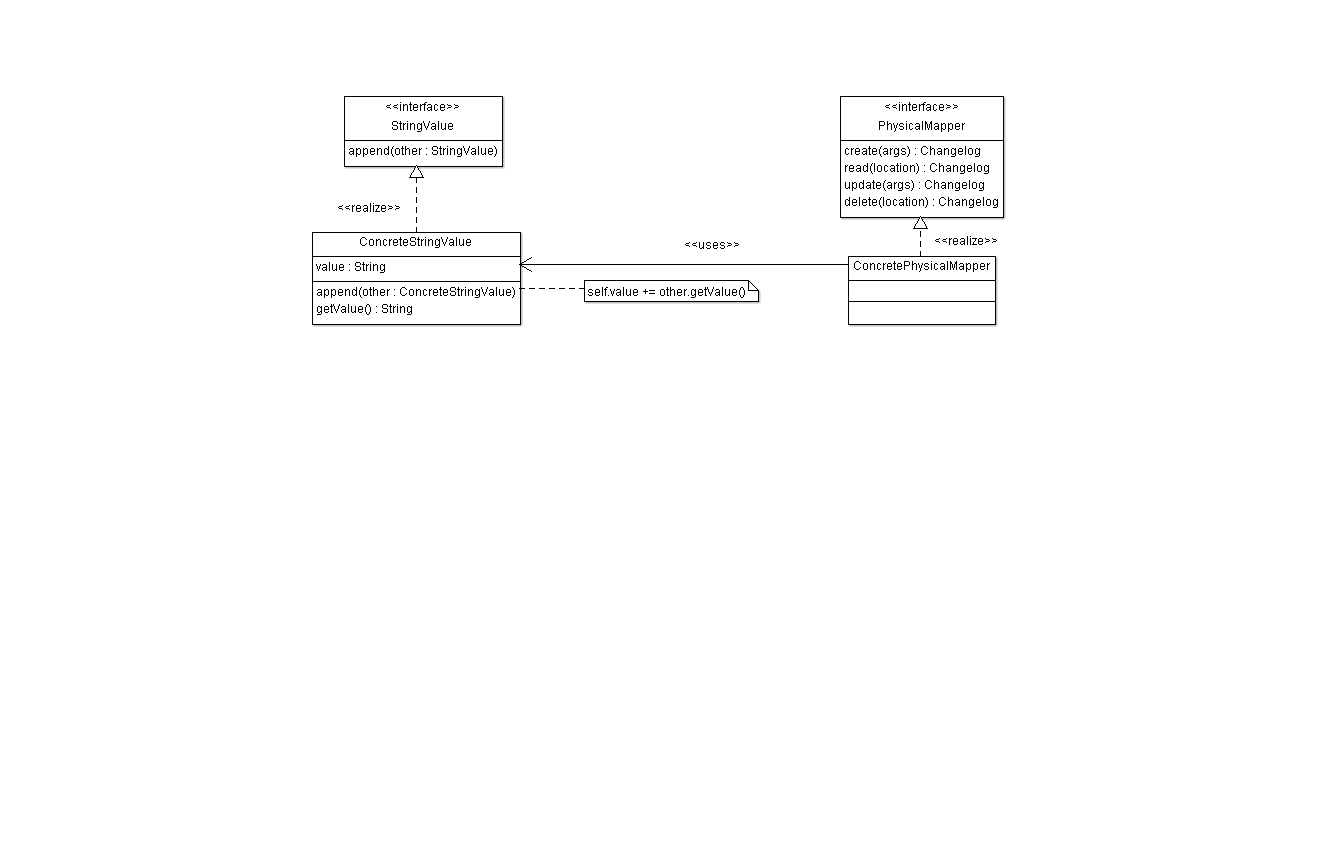 <<interface>>
StringValue
append(other : StringValue)
<<realize>>
ConcreteStringValue
value : String
append(other : ConcreteStringValue)
getValue() : String
self.value += other.getValue()
<<uses>>
<<interface>>
PhysicalMapper
create(args) : Changelog
read(location) : Changelog
update(args) : Changelog
delete(location) : Changelog
<<realize>>
ConcretePhysicalMapper